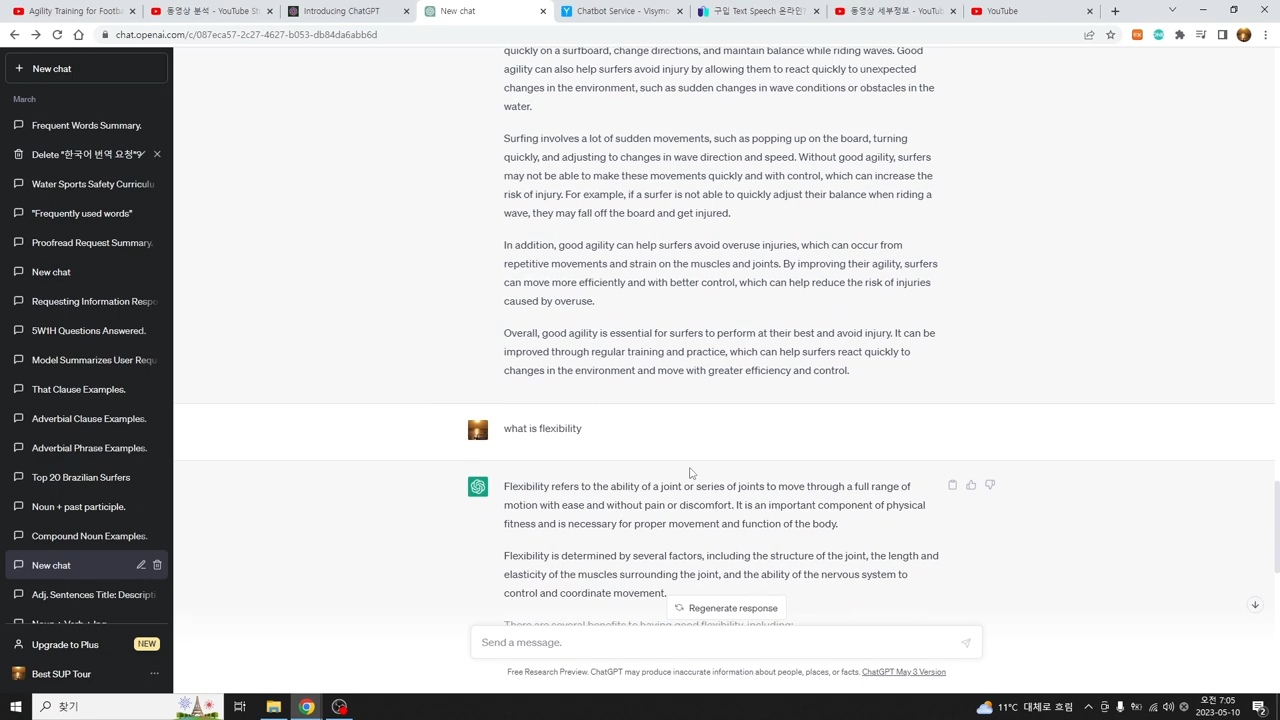 Agility Training for Footba
동영상 분석 - YouTube St
Introducing ChatGPT
New chat
Chatbot Service - Visymo
구입 Text Speech 온라인
동영상 세부정보 - YouTub
YouTube
chat.openai.com/c/087eca57-2c27-4627-b053-db84da6abb6d
New chat
March
Frequent Words Summary.
Delete "한국어 번역 요청"?
Water Sports Safety Curriculu
"Frequently used words"
Proofread Request Summary.
New chat
Requesting Information Respo
5W1H Questions Answered.
Model Summarizes User Requ
That Clause Examples.
Adverbial Clause Examples.
Adverbial Phrase Examples.
Top 20 Brazilian Surfers
Noun + past participle.
Compound Noun Examples.
New chat
Adj. Sentences Title: Descripti
Noun + Verb + Ing
Upgrade to Plus
NEW
Best SUP Tour
quickly on a surfboard, change directions, and maintain balance while riding waves. Good
agility can also help surfers avoid injury by allowing them to react quickly to unexpected
changes in the environment, such as sudden changes in wave conditions or obstacles in the
water.
Surfing involves a lot of sudden movements, such as popping up on the board, turning
quickly, and adjusting to changes in wave direction and speed. Without good agility, surfers
may not be able to make these movements quickly and with control, which can increase the
risk of injury. For example, if a surfer is not able to quickly adjust their balance when riding a
wave, they may fall off the board and get injured.
In addition, good agility can help surfers avoid overuse injuries, which can occur from
repetitive movements and strain on the muscles and joints. By improving their agility, surfers
can move more efficiently and with better control, which can help reduce the risk of injuries
caused by overuse.
Overall, good agility is essential for surfers to perform at their best and avoid injury. It can be
improved through regular training and practice, which can help surfers react quickly to
changes in the environment and move with greater efficiency and control.
what is flexibility
Flexibility refers to the ability of a joint or series of joints to move through a full range of
motion with ease and without pain or discomfort. It is an important component of physical
fitness and is necessary for proper movement and function of the body.
Flexibility is determined by several factors, including the structure of the joint, the length and
elasticity of the muscles surrounding the joint, and the ability of the nervous system to
control and coordinate movement.
There are several benefits to having good flexibility, including:
Regenerate response
Send a message.
Free Research Preview. ChatGPT may produce inaccurate information about people, places, or facts. ChatGPT May 3 Version
찾기
11°C 대체로 흐림
오전 7:05
2023-05-10
2